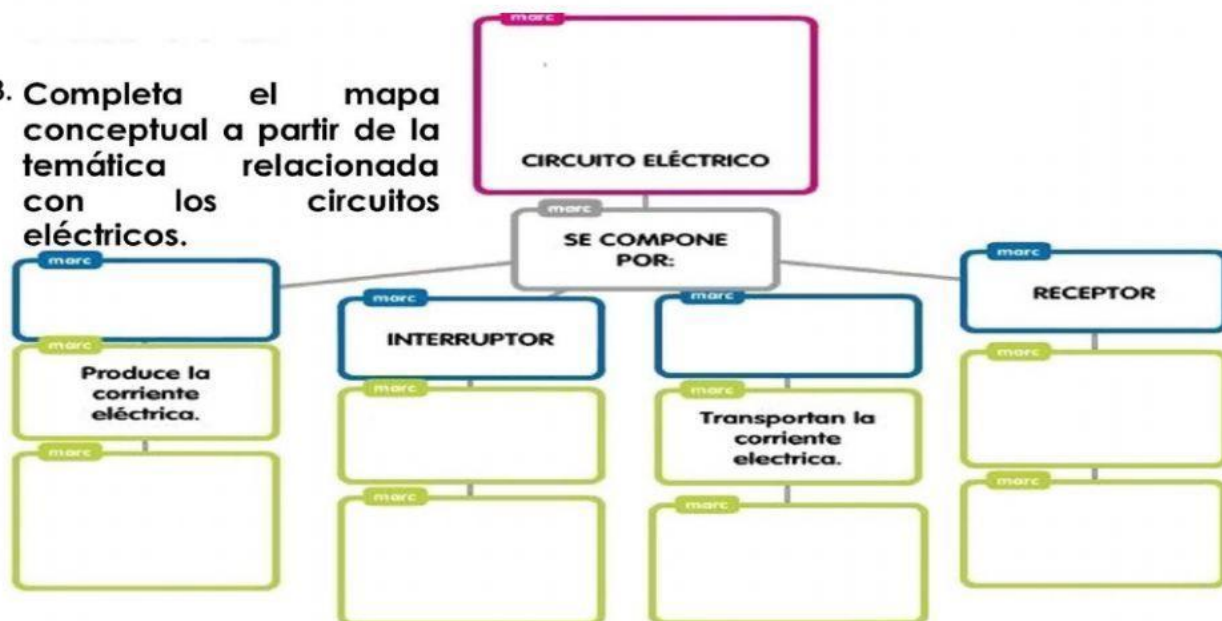 marc
3. Completa el mapa
conceptual a partir de la
temática relacionada
con los circuitos
eléctricos.
CIRCUITO ELÉCTRICO
marc
SE COMPONE
POR:
marc
marc
INTERRUPTOR
marc
marc
RECEPTOR
marc
Produce la
corriente
eléctrica.
marc
marc
Transportan la
corriente
electrica.
marc
marc
marc
marc
marc